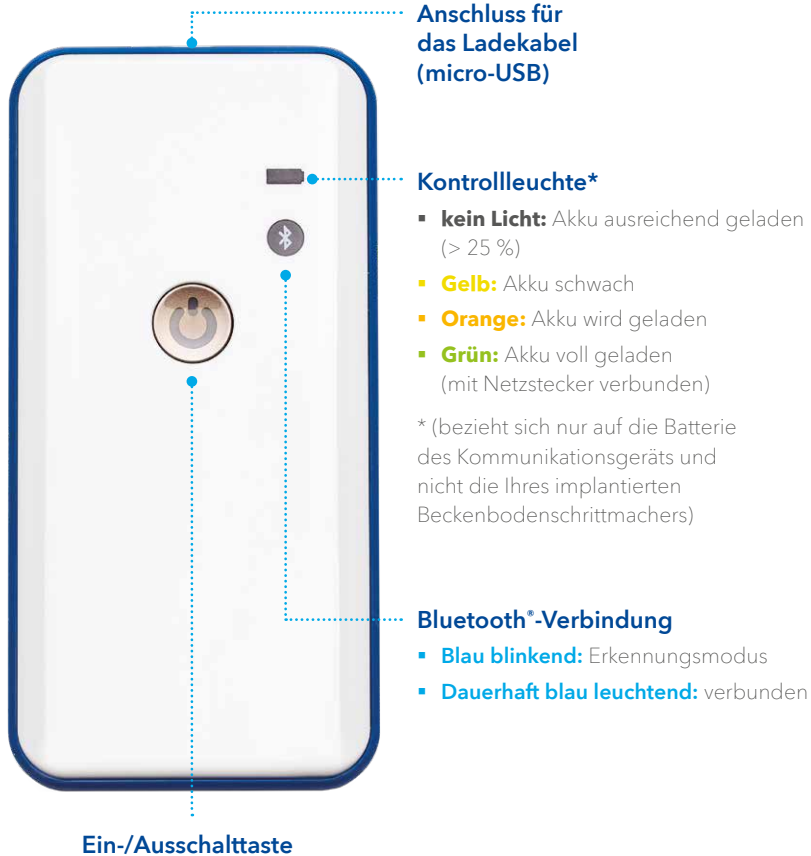 Anschluss für
das Ladekabel
(micro-USB)
Kontrollleuchte*
▪ kein Licht: Akku ausreichend geladen
(> 25 %)
▪ Gelb: Akku schwach
▪ Orange: Akku wird geladen
▪ Grün: Akku voll geladen
(mit Netzstecker verbunden)
* (bezieht sich nur auf die Batterie
des Kommunikationsgeräts und
nicht die Ihres implantierten
Beckenbodenschrittmachers)
Bluetooth®-Verbindung
▪ Blau blinkend: Erkennungsmodus
▪ Dauerhaft blau leuchtend: verbunden
Ein-/Ausschalttaste